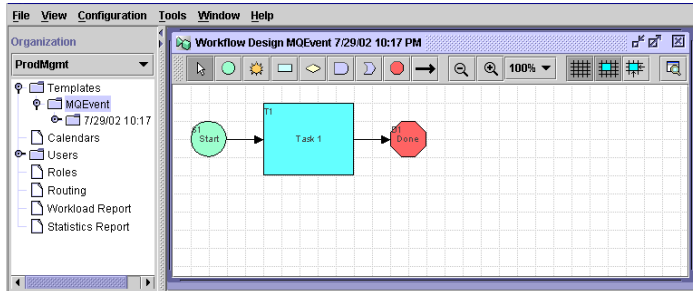 File View Configuration Tools Window Help
Organization
ProdMgmt
Templates
MQEvent
7/29/02 10:17
Calendars
Users
Roles
Routing
Workload Report
Statistics Report
Workflow Design MQEvent 7/29/02 10:17 PM
100%
S1
Start
T1
Task 1
D1
Done